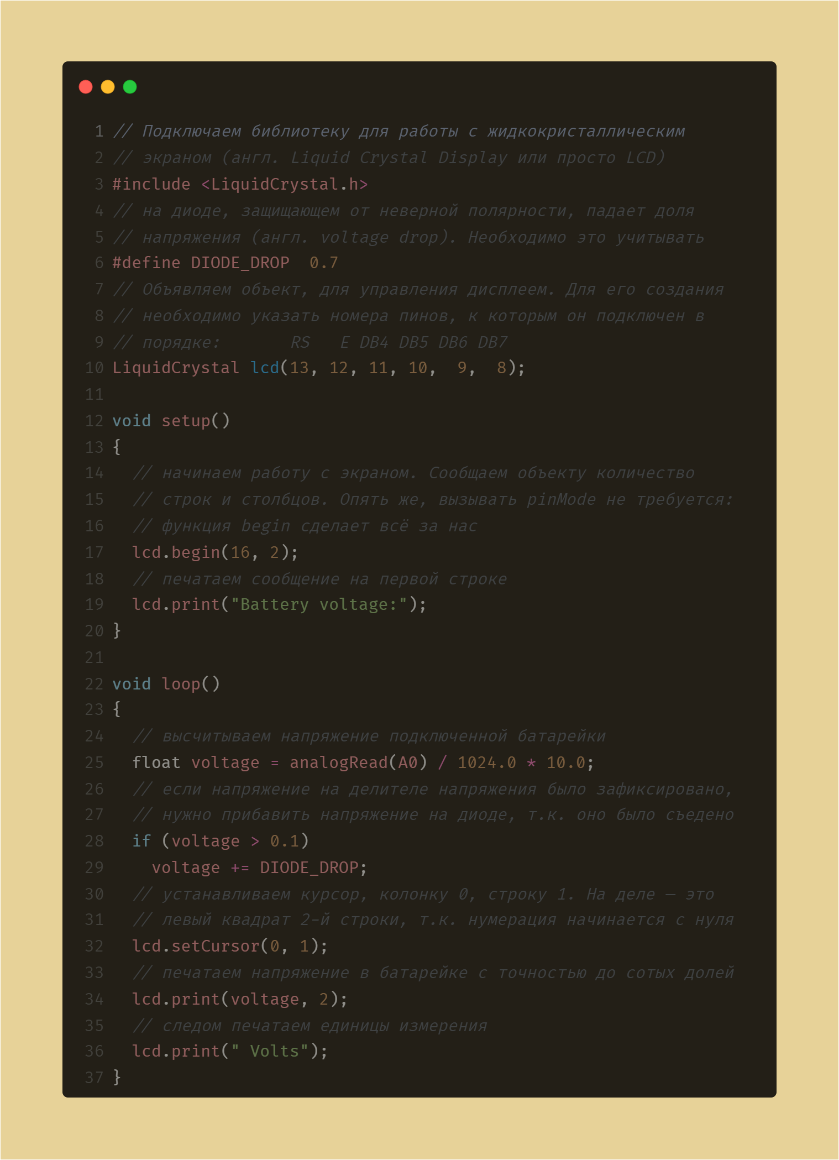 1 // Подключаем библиотеку для работы с жидкокристаллическим
2 // экраном (англ. Liquid Crystal Display или просто LCD)
3 #include <LiquidCrystal.h>
4 // на диоде, защищающем от неверной полярности, падает доля
5 // напряжения (англ. voltage drop). Необходимо это учитывать
6 #define DIODE_DROP  0.7
7 // Объявляем объект, для управления дисплеем. Для его создания
8 // необходимо указать номера пинов, к которым он подключен в
9 // порядке:       RS   E DB4 DB5 DB6 DB7
10 LiquidCrystal lcd(13, 12, 11, 10,  9,  8);
11
12 void setup()
13 {
14   // начинаем работу с экраном. Сообщаем объекту количество
15   // строк и столбцов. Опять же, вызывать pinMode не требуется:
16   // функция begin сделает всё за нас
17   lcd.begin(16, 2);
18   // печатаем сообщение на первой строке
19   lcd.print("Battery voltage:");
20 }
21
22 void loop()
23 {
24   // высчитываем напряжение подключенной батарейки
25   float voltage = analogRead(A0) / 1024.0 * 10.0;
26   // если напряжение на делителе напряжения было зафиксировано,
27   // нужно прибавить напряжение на диоде, т.к. оно было съедено
28   if (voltage > 0.1)
29     voltage += DIODE_DROP;
30   // устанавливаем курсор, колонку 0, строку 1. На деле — это
31   // левый квадрат 2-й строки, т.к. нумерация начинается с нуля
32   lcd.setCursor(0, 1);
33   // печатаем напряжение в батарейке с точностью до сотых долей
34   lcd.print(voltage, 2);
35   // следом печатаем единицы измерения
36   lcd.print(" Volts");
37 }